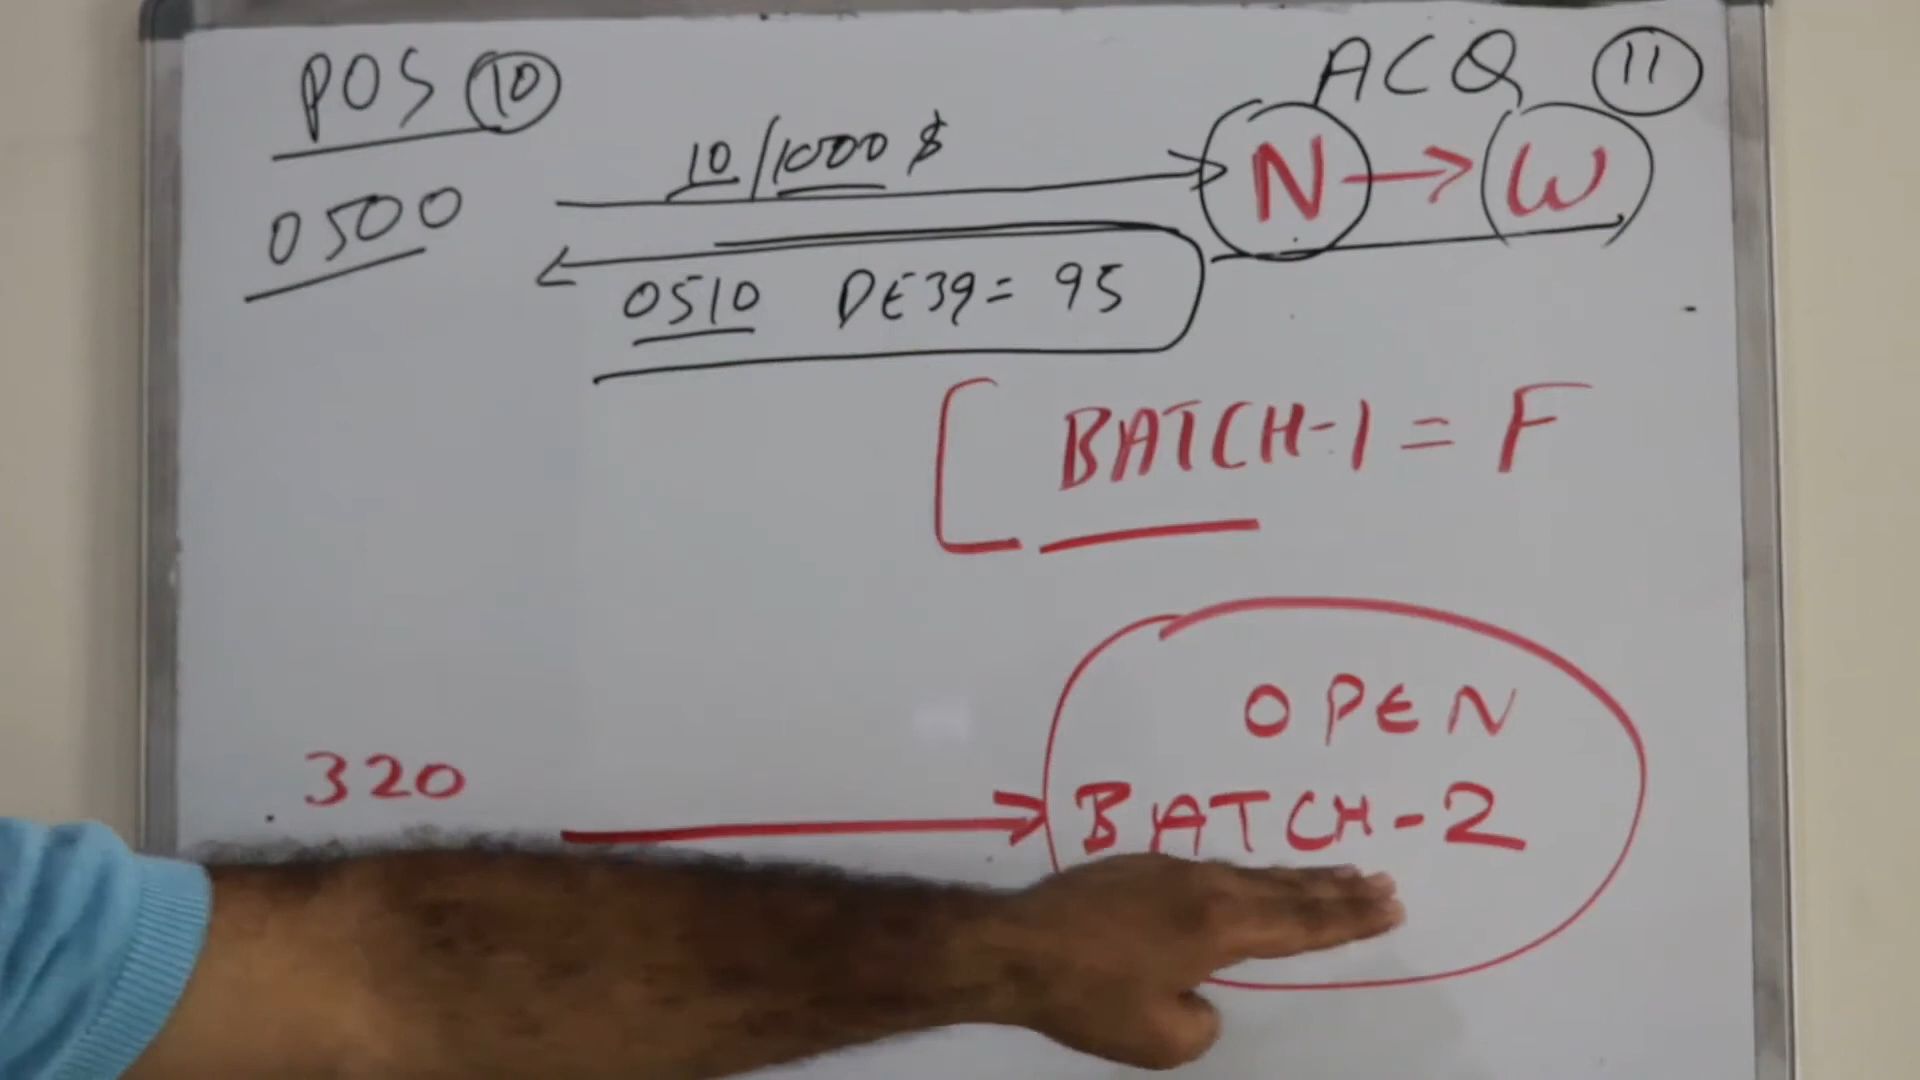 POS 10 ACQ 11
10/1000 $ N → W
0500
0510 DE39 = 95
BATCH-1 = F
OPEN
320 BATCH-2